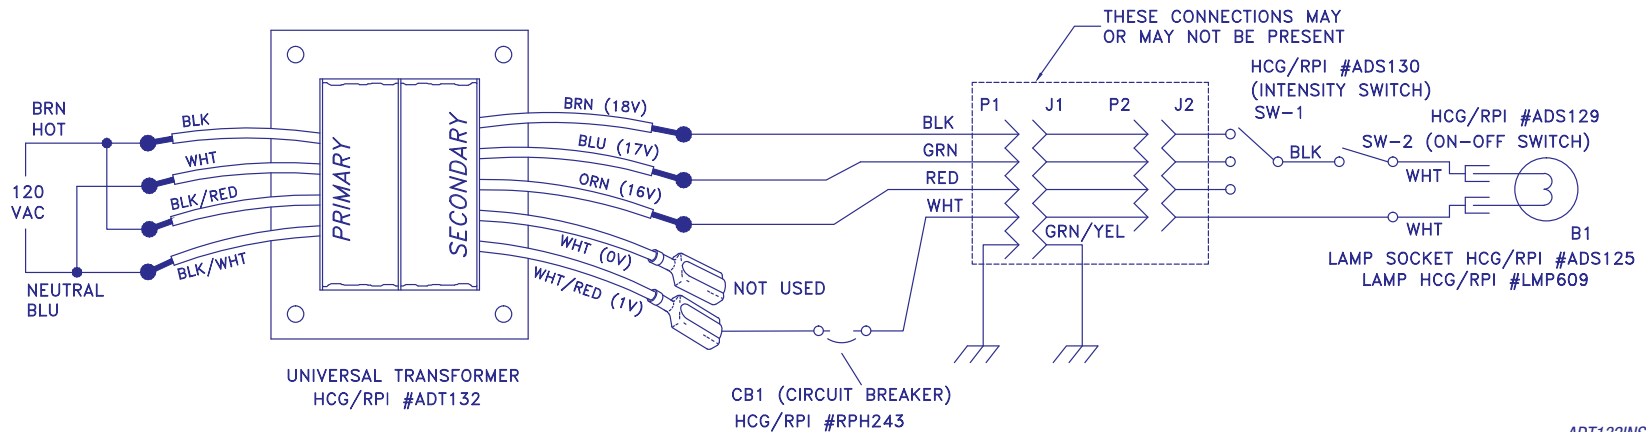 THESE CONNECTIONS MAY
OR MAY NOT BE PRESENT
HCG/RPI #ADS130
(INTENSITY SWITCH)
SW-1
HCG/RPI #ADS129
SW-2 (ON-OFF SWITCH)
BRN
HOT
120
VAC
NEUTRAL
BLU
BLK
WHT
BLK/RED
BLK/WHT
PRIMARY
SECONDARY
BRN (18V)
BLU (17V)
ORN (16V)
WHT (0V)
WHT/RED (1V)
NOT USED
BLK
GRN
RED
WHT
P1
J1
P2
J2
GRN/YEL
BLK
WHT
WHT
B1
LAMP SOCKET HCG/RPI #ADS125
LAMP HCG/RPI #LMP609
UNIVERSAL TRANSFORMER
HCG/RPI #ADT132
CB1 (CIRCUIT BREAKER)
HCG/RPI #RPH243